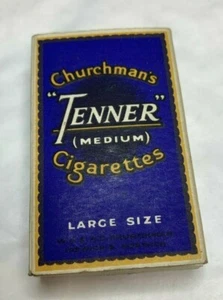 Churchman's
"TENNER"
(MEDIUM)
Cigarettes
LARGE SIZE